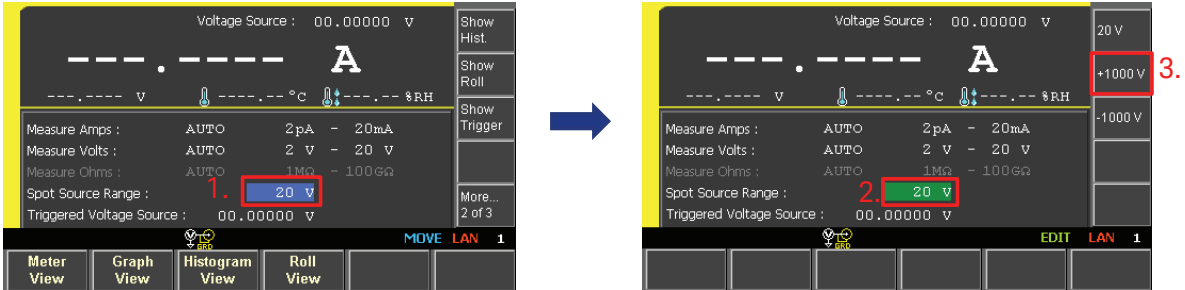 Voltage Source : 00.00000 V
---.---- A
---.---- V ----.--°C ---.-- %RH
Measure Amps : AUTO 2pA - 20mA
Measure Volts : AUTO 2 V - 20 V
Measure Ohms : AUTO 1MΩ - 100GΩ
Spot Source Range : 1. 20 V
Triggered Voltage Source : 00.00000 V
Show
Hist.
Show
Roll
Show
Trigger
More...
2 of 3
GRD MOVE LAN 1
Meter
View
Graph
View
Histogram
View
Roll
View
Voltage Source : 00.00000 V
---.---- A
---.---- V ----.--°C ---.-- %RH
Measure Amps : AUTO 2pA - 20mA
Measure Volts : AUTO 2 V - 20 V
Measure Ohms : AUTO 1MΩ - 100GΩ
Spot Source Range : 2. 20 V
Triggered Voltage Source : 00.00000 V
20 V
+1000 V 3.
-1000 V
GRD EDIT LAN 1